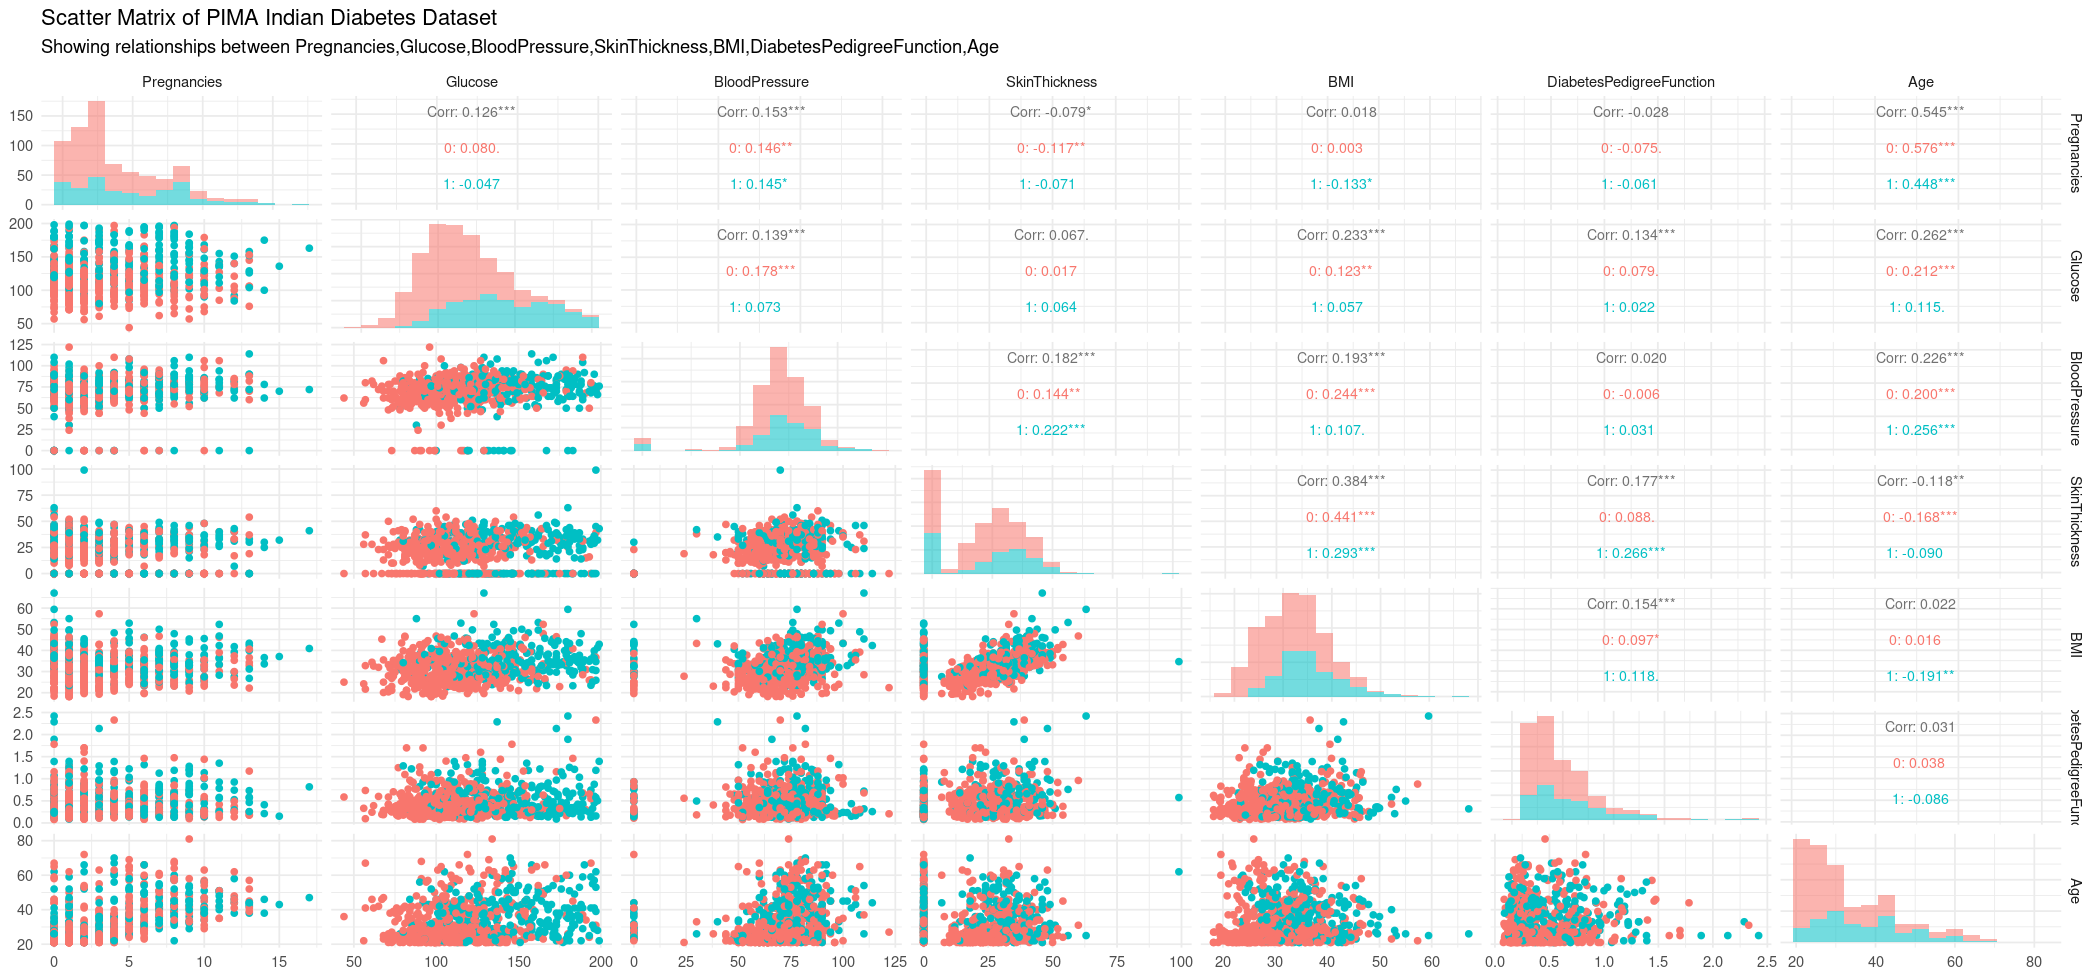 Scatter Matrix of PIMA Indian Diabetes Dataset
Showing relationships between Pregnancies,Glucose,BloodPressure,SkinThickness,BMI,DiabetesPedigreeFunction,Age
Pregnancies Glucose BloodPressure SkinThickness BMI DiabetesPedigreeFunction Age
150 Corr: 0.126*** Corr: 0.153*** Corr: -0.079* Corr: 0.018 Corr: -0.028 Corr: 0.545*** Pregnancies
100 0: 0.080. 0: 0.146** 0: -0.117** 0: 0.003 0: -0.075. 0: 0.576***
50 1: -0.047 1: 0.145* 1: -0.071 1: -0.133* 1: -0.061 1: 0.448***
0
200 Corr: 0.139*** Corr: 0.067. Corr: 0.233*** Corr: 0.134*** Corr: 0.262*** Glucose
150 0: 0.178*** 0: 0.017 0: 0.123** 0: 0.079. 0: 0.212***
100 1: 0.073 1: 0.064 1: 0.057 1: 0.022 1: 0.115.
50
125 Corr: 0.182*** Corr: 0.193*** Corr: 0.020 Corr: 0.226*** BloodPressure
100
75 0: 0.144** 0: 0.244*** 0: -0.006 0: 0.200***
50
25 1: 0.222*** 1: 0.107. 1: 0.031 1: 0.256***
0
100 Corr: 0.384*** Corr: 0.177*** Corr: -0.118** SkinThickness
75
50 0: 0.441*** 0: 0.088. 0: -0.168***
25 1: 0.293*** 1: 0.266*** 1: -0.090
0
60 Corr: 0.154*** Corr: 0.022 BMI
50
40 0: 0.097* 0: 0.016
30 1: 0.118. 1: -0.191**
20
2.5 Corr: 0.031 betesPedigreeFunc
2.0
1.5 0: 0.038
1.0
0.5 1: -0.086
0.0
80 Age
60
40
20
0 5 10 15 50 100 150 200 0 25 50 75 100 125 0 25 50 75 100 20 30 40 50 60 0.0 0.5 1.0 1.5 2.0 2.5 20 40 60 80